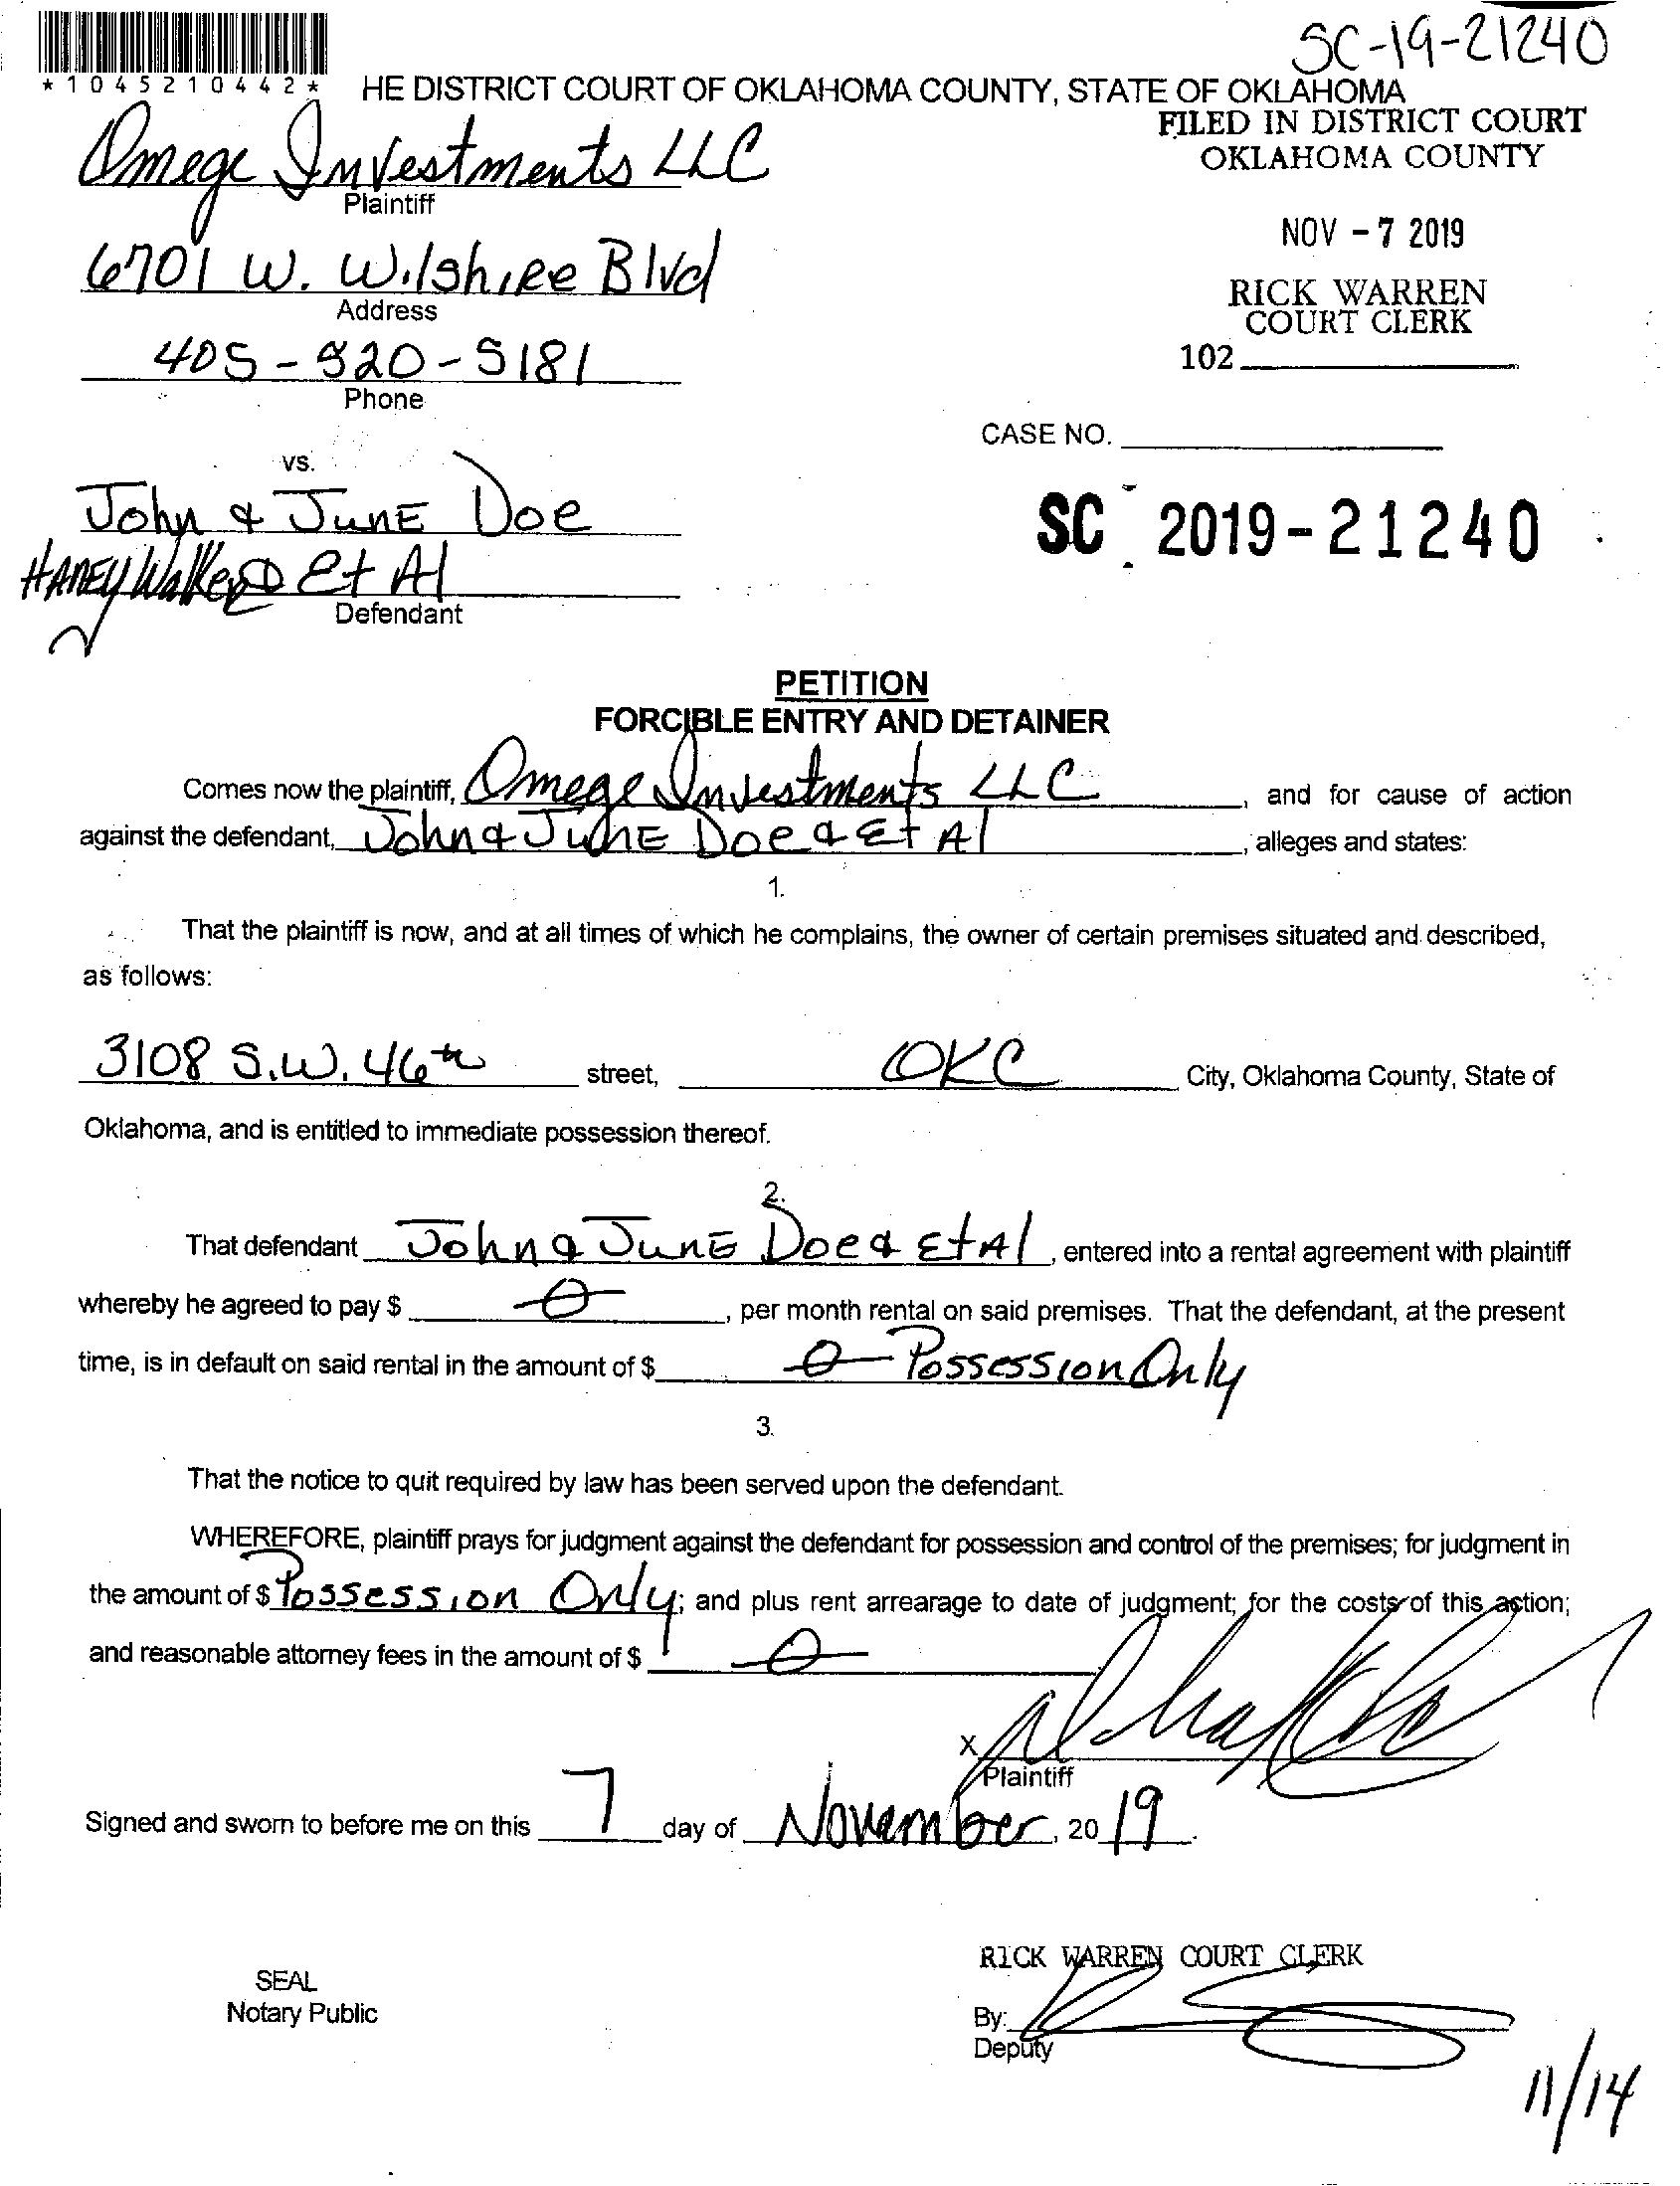 SC-19-21240
*1045210442*
HE DISTRICT COURT OF OKLAHOMA COUNTY, STATE OF OKLAHOMA
FILED IN DISTRICT COURT
OKLAHOMA COUNTY
Omege Investments LLC
Plaintiff
NOV - 7 2019
6701 W. Wilshire Blvd
Address
RICK WARREN
COURT CLERK
405-520-5181
Phone
102
CASE NO.
vs.
John & June Doe
SC 2019-21240
Et Al
Defendant
PETITION
FORCIBLE ENTRY AND DETAINER
Comes now the plaintiff, Omege Investments LLC, and for cause of action
against the defendant, John & June Doe & Et Al, alleges and states:
1.
That the plaintiff is now, and at all times of which he complains, the owner of certain premises situated and described,
as follows:
3108 S.W. 46th street, OKC City, Oklahoma County, State of
Oklahoma, and is entitled to immediate possession thereof.
2.
That defendant John & June Doe & Et Al, entered into a rental agreement with plaintiff
whereby he agreed to pay $ 0, per month rental on said premises. That the defendant, at the present
time, is in default on said rental in the amount of $ 0 Possession Only
3.
That the notice to quit required by law has been served upon the defendant.
WHEREFORE, plaintiff prays for judgment against the defendant for possession and control of the premises; for judgment in
the amount of $ Possession Only; and plus rent arrearage to date of judgment; for the costs of this action;
and reasonable attorney fees in the amount of $ 0
X
Plaintiff
Signed and sworn to before me on this 7 day of November, 20 19.
RICK WARREN COURT CLERK
SEAL
Notary Public
By:
Deputy
11/14